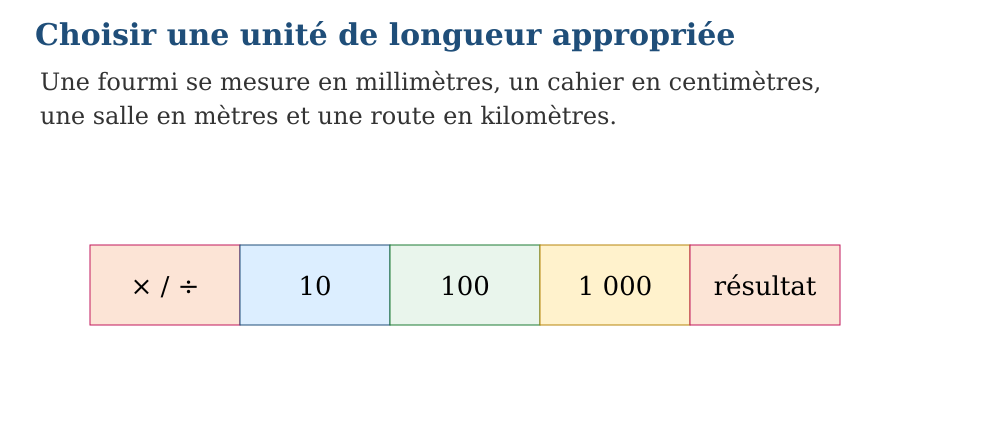 Choisir une unité de longueur appropriée
Une fourmi se mesure en millimètres, un cahier en centimètres,
une salle en mètres et une route en kilomètres.
× / ÷ 10 100 1 000 résultat